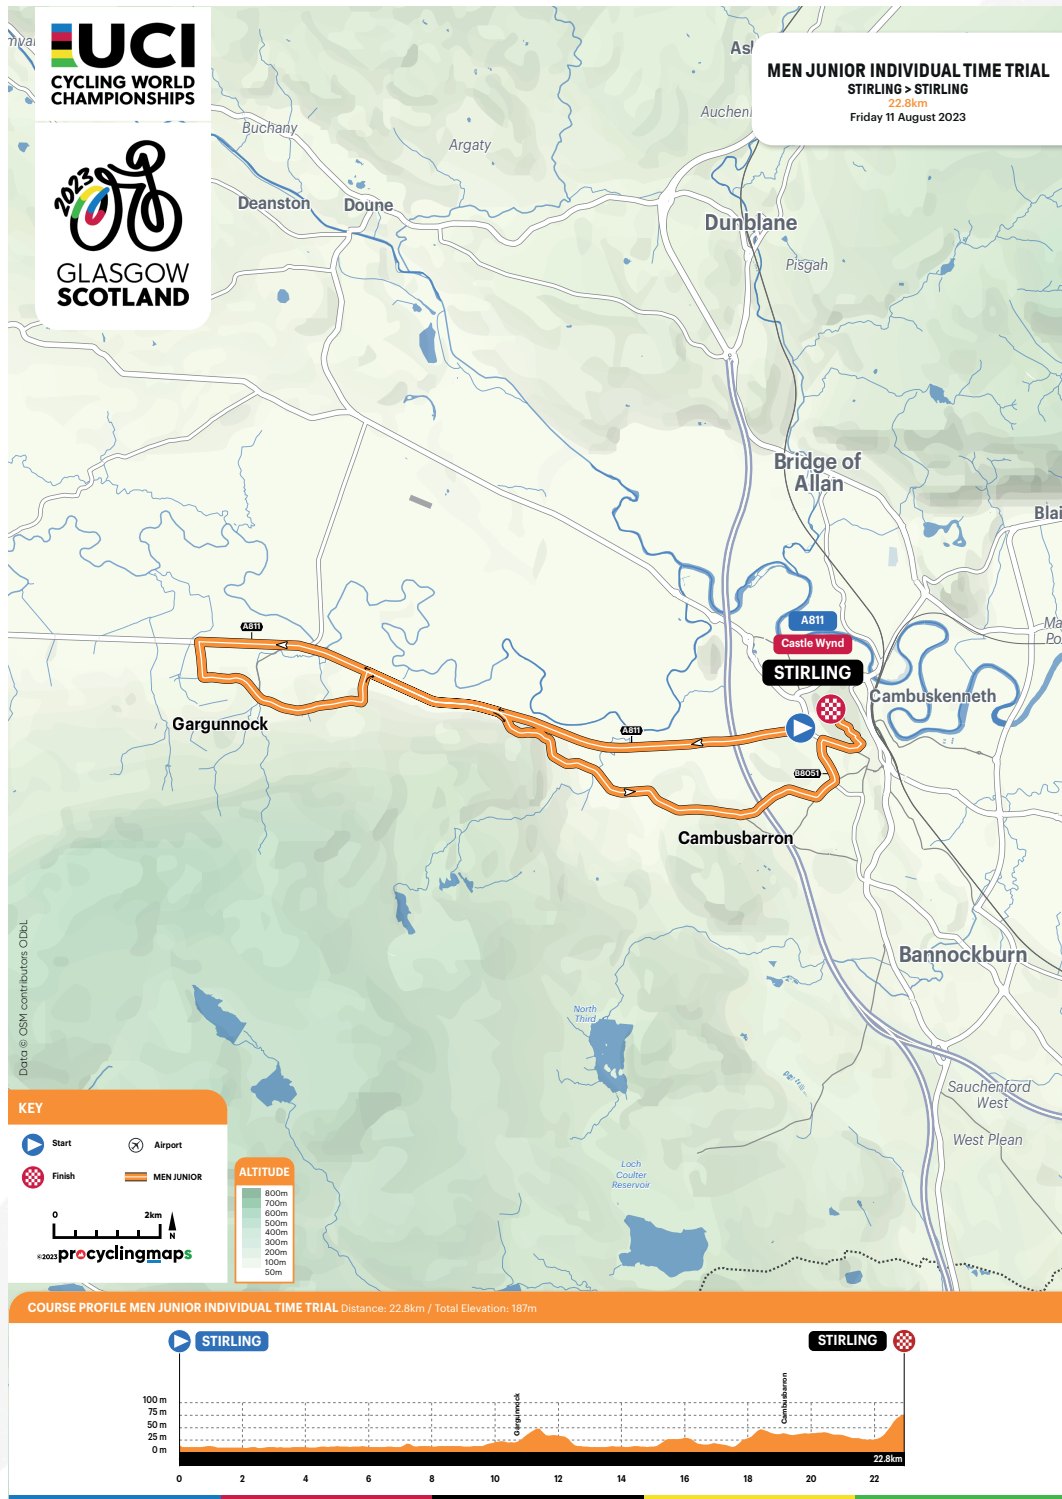 UCI
CYCLING WORLD
CHAMPIONSHIPS
2023
GLASGOW
SCOTLAND
MEN JUNIOR INDIVIDUAL TIME TRIAL
STIRLING > STIRLING
22.8km
Friday 11 August 2023
Buchany
Argaty
Deanston
Doune
Dunblane
Pisgah
Bridge of
Allan
A811
A811
Castle Wynd
STIRLING
Cambuskenneth
Gargunnock
A811
B8051
Cambusbarron
Bannockburn
North
Third
Sauchenford
West
West Plean
Loch
Coulter
Reservoir
Data © OSM contributors ODbL
KEY
Start
Airport
Finish
MEN JUNIOR
0 2km
N
©2023 procyclingmaps
ALTITUDE
800m
700m
600m
500m
400m
300m
200m
100m
50m
COURSE PROFILE MEN JUNIOR INDIVIDUAL TIME TRIAL Distance: 22.8km / Total Elevation: 187m
STIRLING
STIRLING
Gargunnock
Cambusbarron
100 m
75 m
50 m
25 m
0 m
22.8km
0 2 4 6 8 10 12 14 16 18 20 22